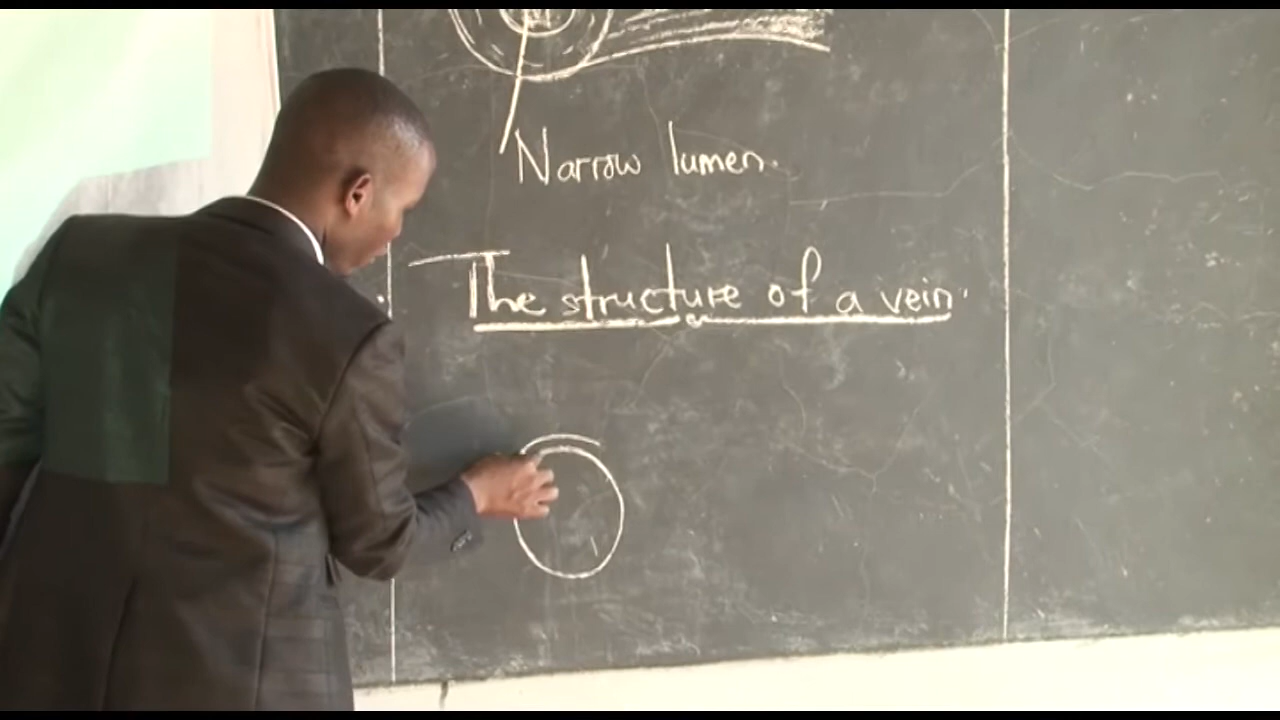 Narrow lumen.
The structure of a vein.